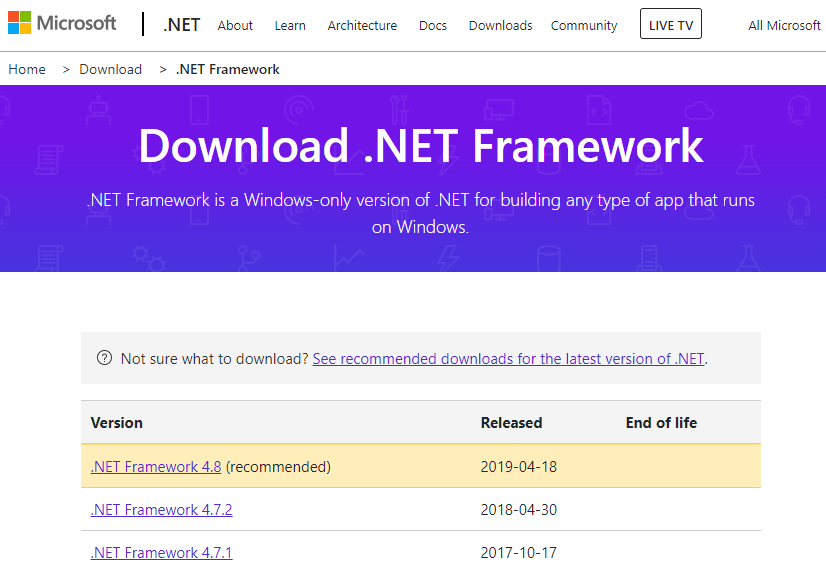 Microsoft .NET About Learn Architecture Docs Downloads Community LIVE TV All Microsoft
Home > Download > .NET Framework
Download .NET Framework
.NET Framework is a Windows-only version of .NET for building any type of app that runs
on Windows.
Not sure what to download? See recommended downloads for the latest version of .NET.
Version Released End of life
.NET Framework 4.8 (recommended) 2019-04-18
.NET Framework 4.7.2 2018-04-30
.NET Framework 4.7.1 2017-10-17